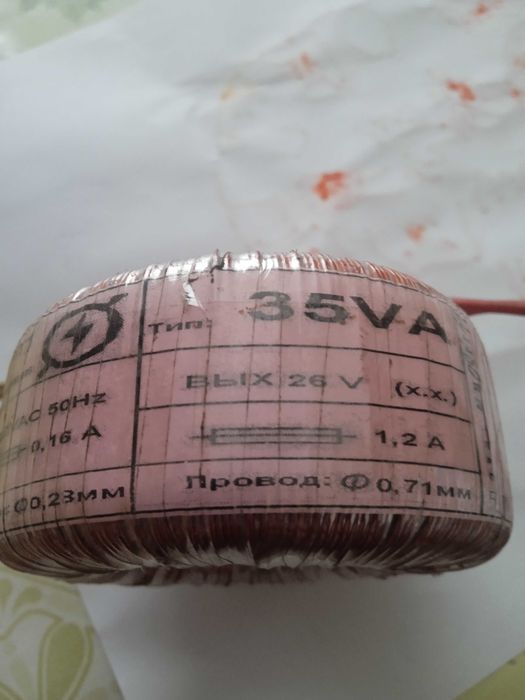 Тип: 35VA
AC 50Hz
ВЫХ 26 V (х.х.)
0,16 A
1,2 A
Ф0,23мм
Провод: Ф0,71мм